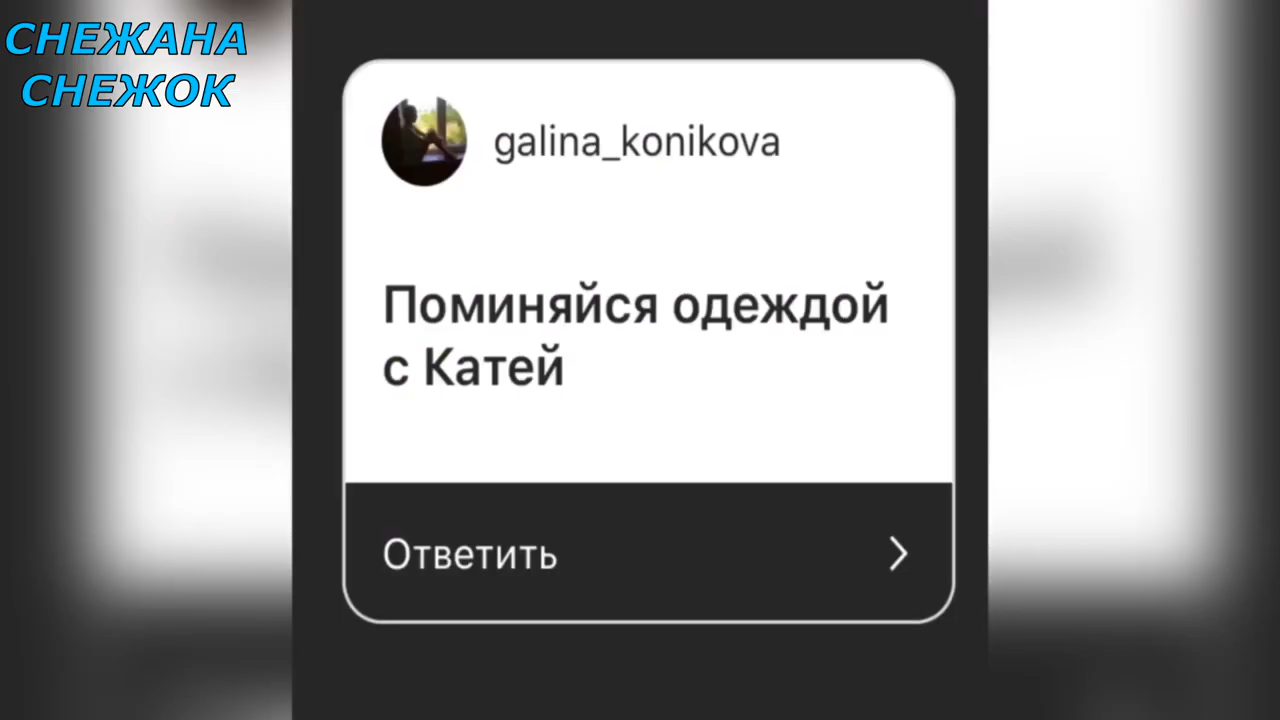 СНЕЖАНА
СНЕЖОК
galina_konikova
Поминяйся одеждой
с Катей
Ответить